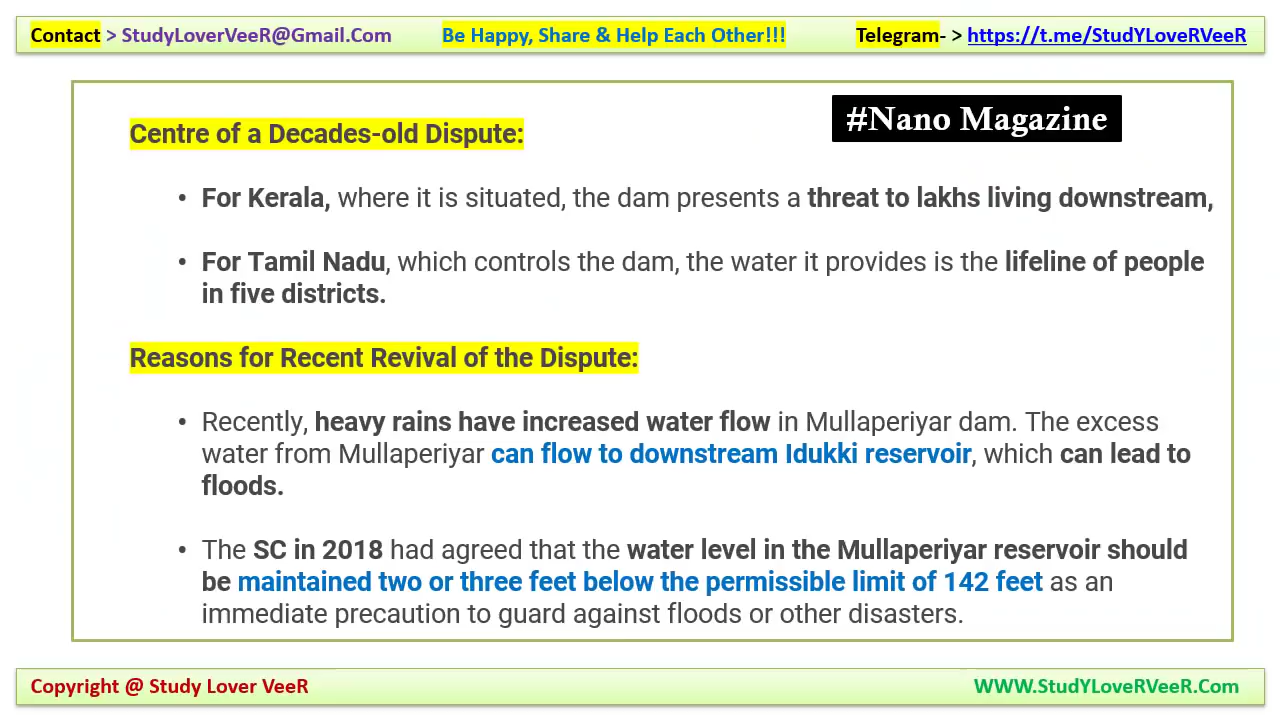 Contact > StudyLoverVeeR@Gmail.Com Be Happy, Share & Help Each Other!!! Telegram- > https://t.me/StudYLoveRVeeR
#Nano Magazine
Centre of a Decades-old Dispute:
• For Kerala, where it is situated, the dam presents a threat to lakhs living downstream,
• For Tamil Nadu, which controls the dam, the water it provides is the lifeline of people
in five districts.
Reasons for Recent Revival of the Dispute:
• Recently, heavy rains have increased water flow in Mullaperiyar dam. The excess
water from Mullaperiyar can flow to downstream Idukki reservoir, which can lead to
floods.
• The SC in 2018 had agreed that the water level in the Mullaperiyar reservoir should
be maintained two or three feet below the permissible limit of 142 feet as an
immediate precaution to guard against floods or other disasters.
Copyright @ Study Lover VeeR WWW.StudYLoveRVeeR.Com